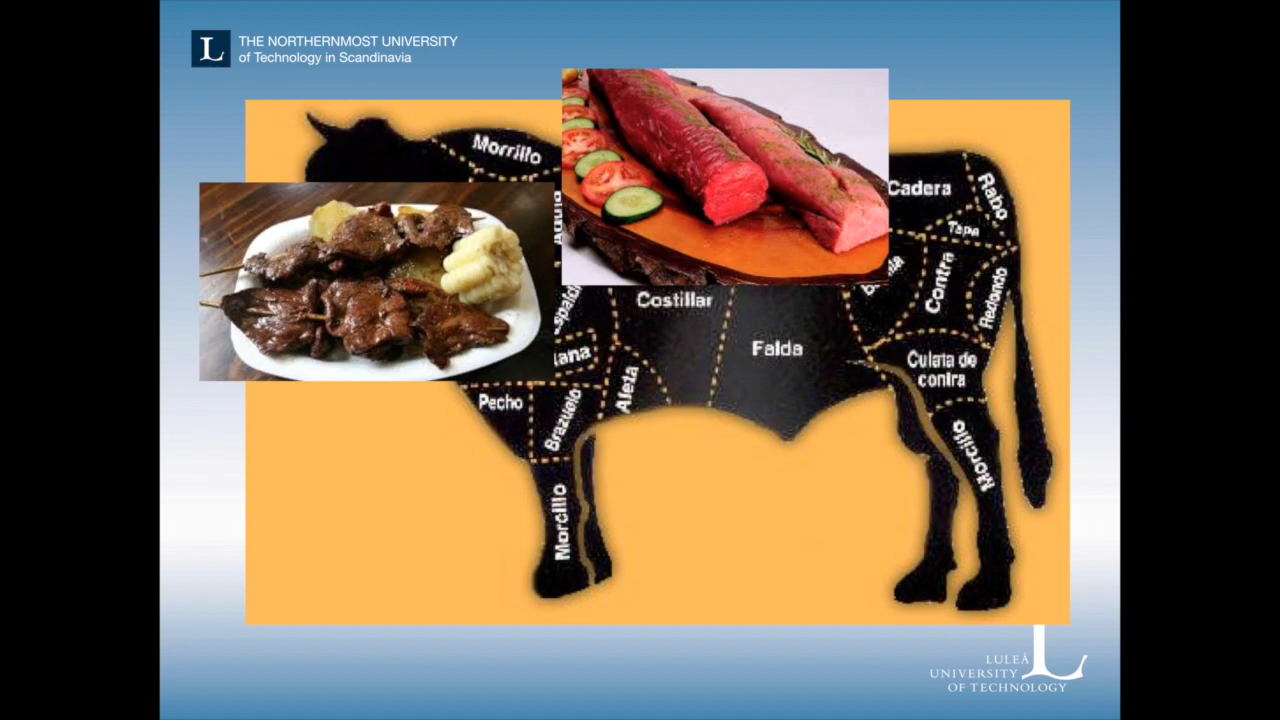 THE NORTHERNMOST UNIVERSITY
of Technology in Scandinavia
Morrillo
Cadera
Rabo
Tapa
Contra
Redondo
Costillar
Falda
Culata de
contra
Aleta
Pecho
Brazuelo
Morcillo
Morcillo
LULEÅ
UNIVERSITY
OF TECHNOLOGY